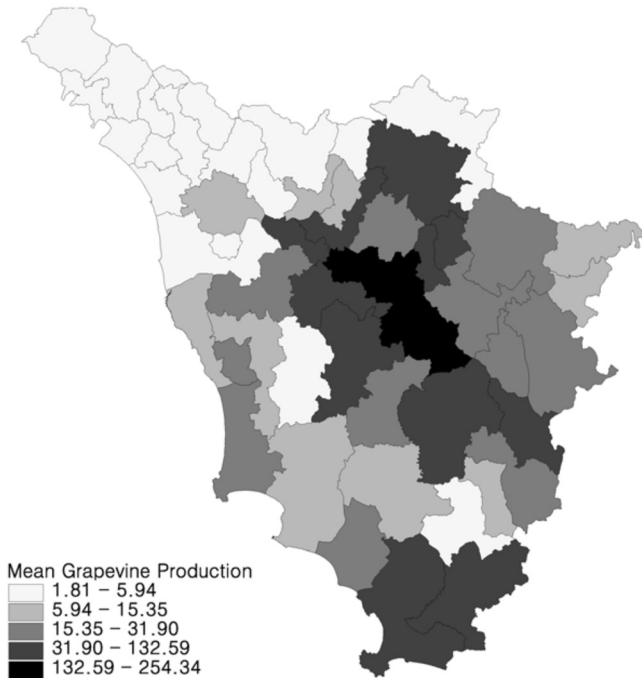 Mean Grapevine Production
1.81 – 5.94
5.94 – 15.35
15.35 – 31.90
31.90 – 132.59
132.59 – 254.34